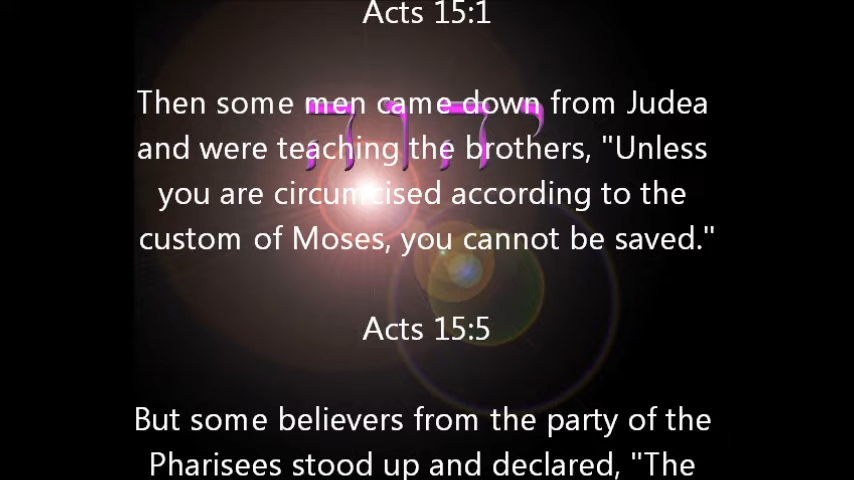 Acts 15:1
יהוה
Then some men came down from Judea
and were teaching the brothers, "Unless
you are circumcised according to the
custom of Moses, you cannot be saved."
Acts 15:5
But some believers from the party of the
Pharisees stood up and declared, "The